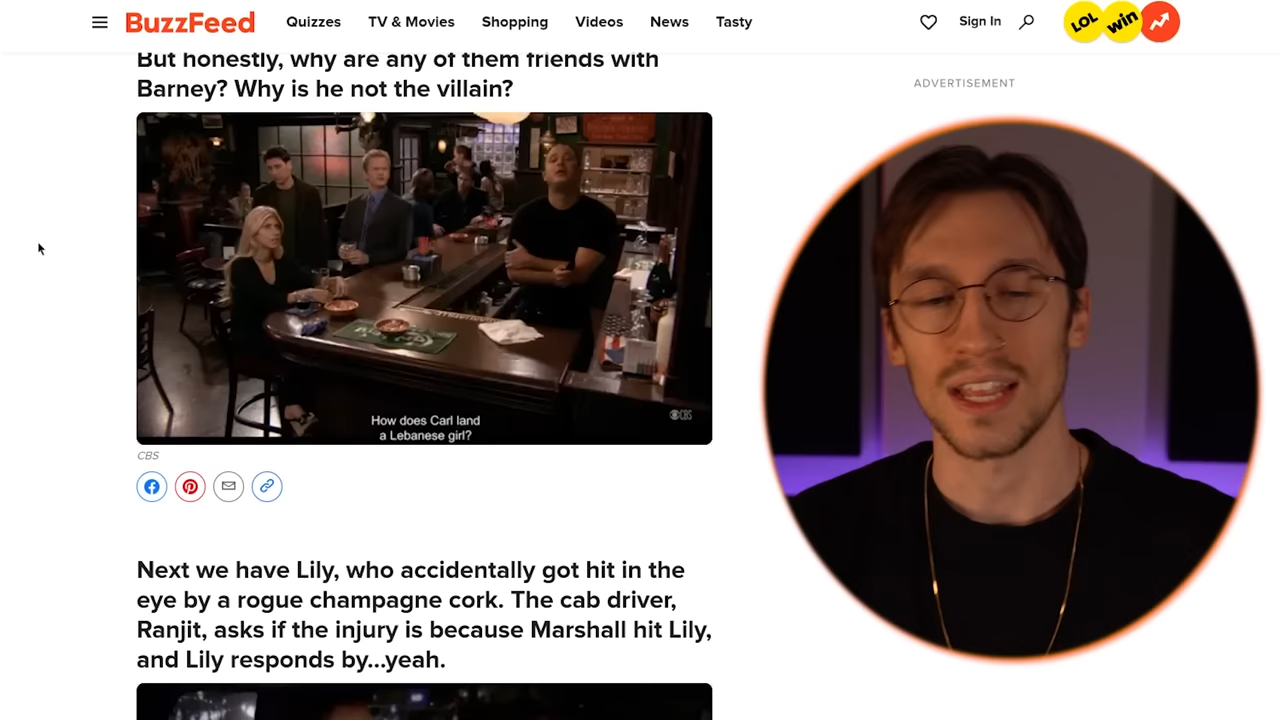 BuzzFeed
Quizzes
TV & Movies
Shopping
Videos
News
Tasty
Sign In
LOL
win
But honestly, why are any of them friends with
Barney? Why is he not the villain?
ADVERTISEMENT
How does Carl land
a Lebanese girl?
CBS
CBS
Next we have Lily, who accidentally got hit in the
eye by a rogue champagne cork. The cab driver,
Ranjit, asks if the injury is because Marshall hit Lily,
and Lily responds by...yeah.